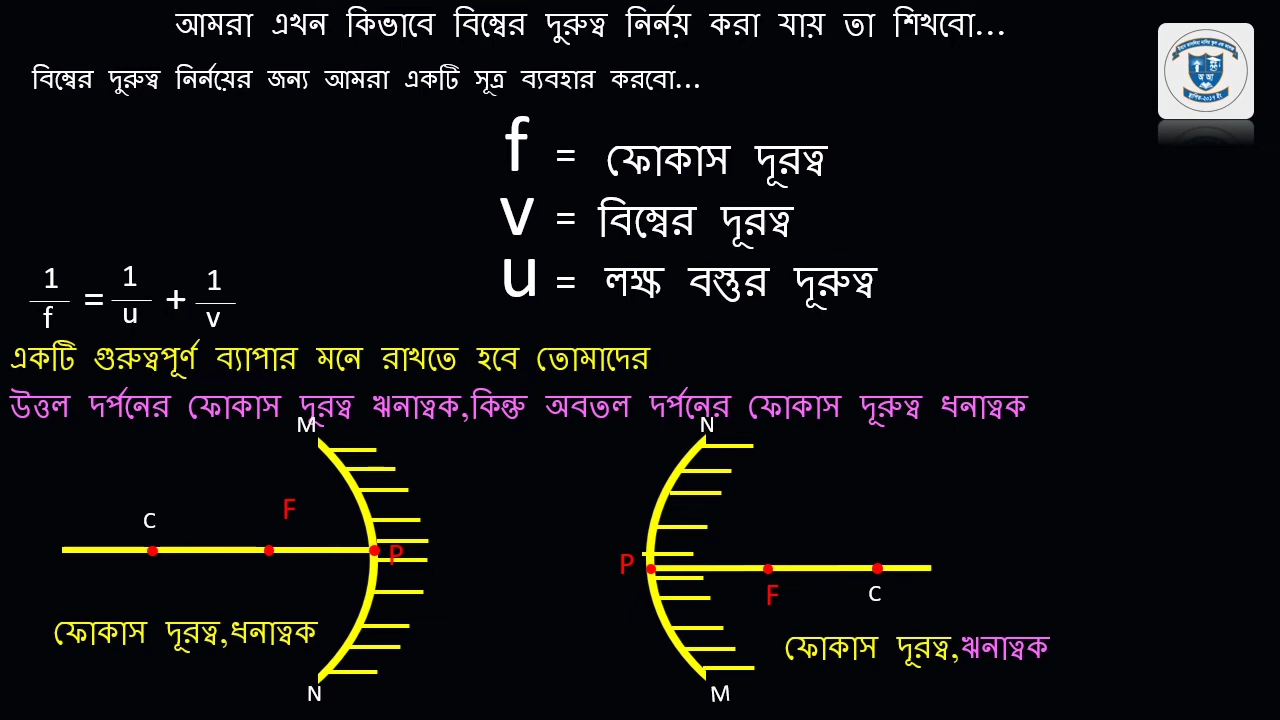 আমরা এখন কিভাবে বিম্বের দুরুত্ব নির্নয় করা যায় তা শিখবো...
বিম্বের দুরুত্ব নির্নয়ের জন্য আমরা একটি সূত্র ব্যবহার করবো...
f = ফোকাস দূরত্ব
v = বিম্বের দূরত্ব
u = লক্ষ বস্তুর দূরুত্ব
1/f = 1/u + 1/v
একটি গুরুত্বপূর্ণ ব্যাপার মনে রাখতে হবে তোমাদের
উত্তল দর্পনের ফোকাস দূরত্ব ঋনাত্বক,কিন্তু অবতল দর্পনের ফোকাস দূরুত্ব ধনাত্বক
M
C
F
P
ফোকাস দূরত্ব,ধনাত্বক
N
N
P
F
C
ফোকাস দূরত্ব,ঋনাত্বক
M